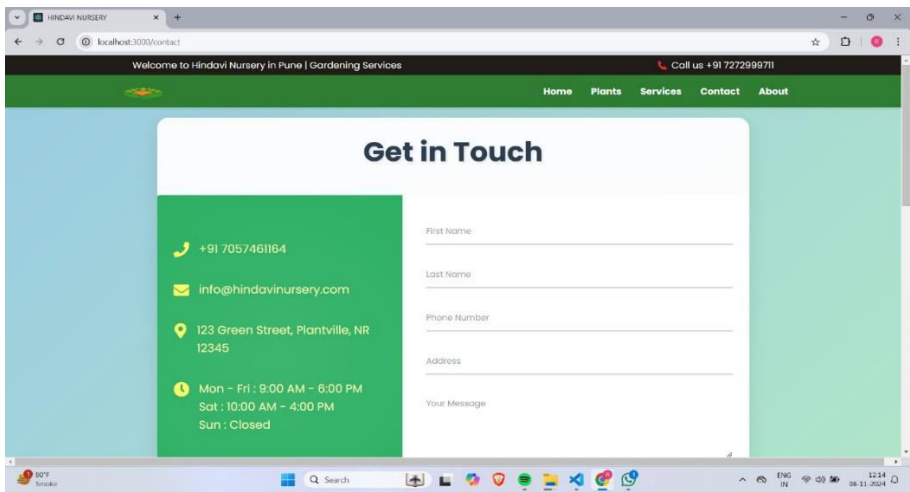 HINDAVI NURSERY
localhost:3000/contact
Welcome to Hindavi Nursery in Pune | Gardening Services
Call us +91 7272999711
Home Plants Services Contact About
Get in Touch
+91 7057461164
info@hindavinursery.com
123 Green Street, Plantville, NR
12345
Mon - Fri : 9:00 AM - 6:00 PM
Sat : 10:00 AM - 4:00 PM
Sun : Closed
First Name
Last Name
Phone Number
Address
Your Message
90°F
Smoke
Search
ENG
IN
12:14
08-11-2024